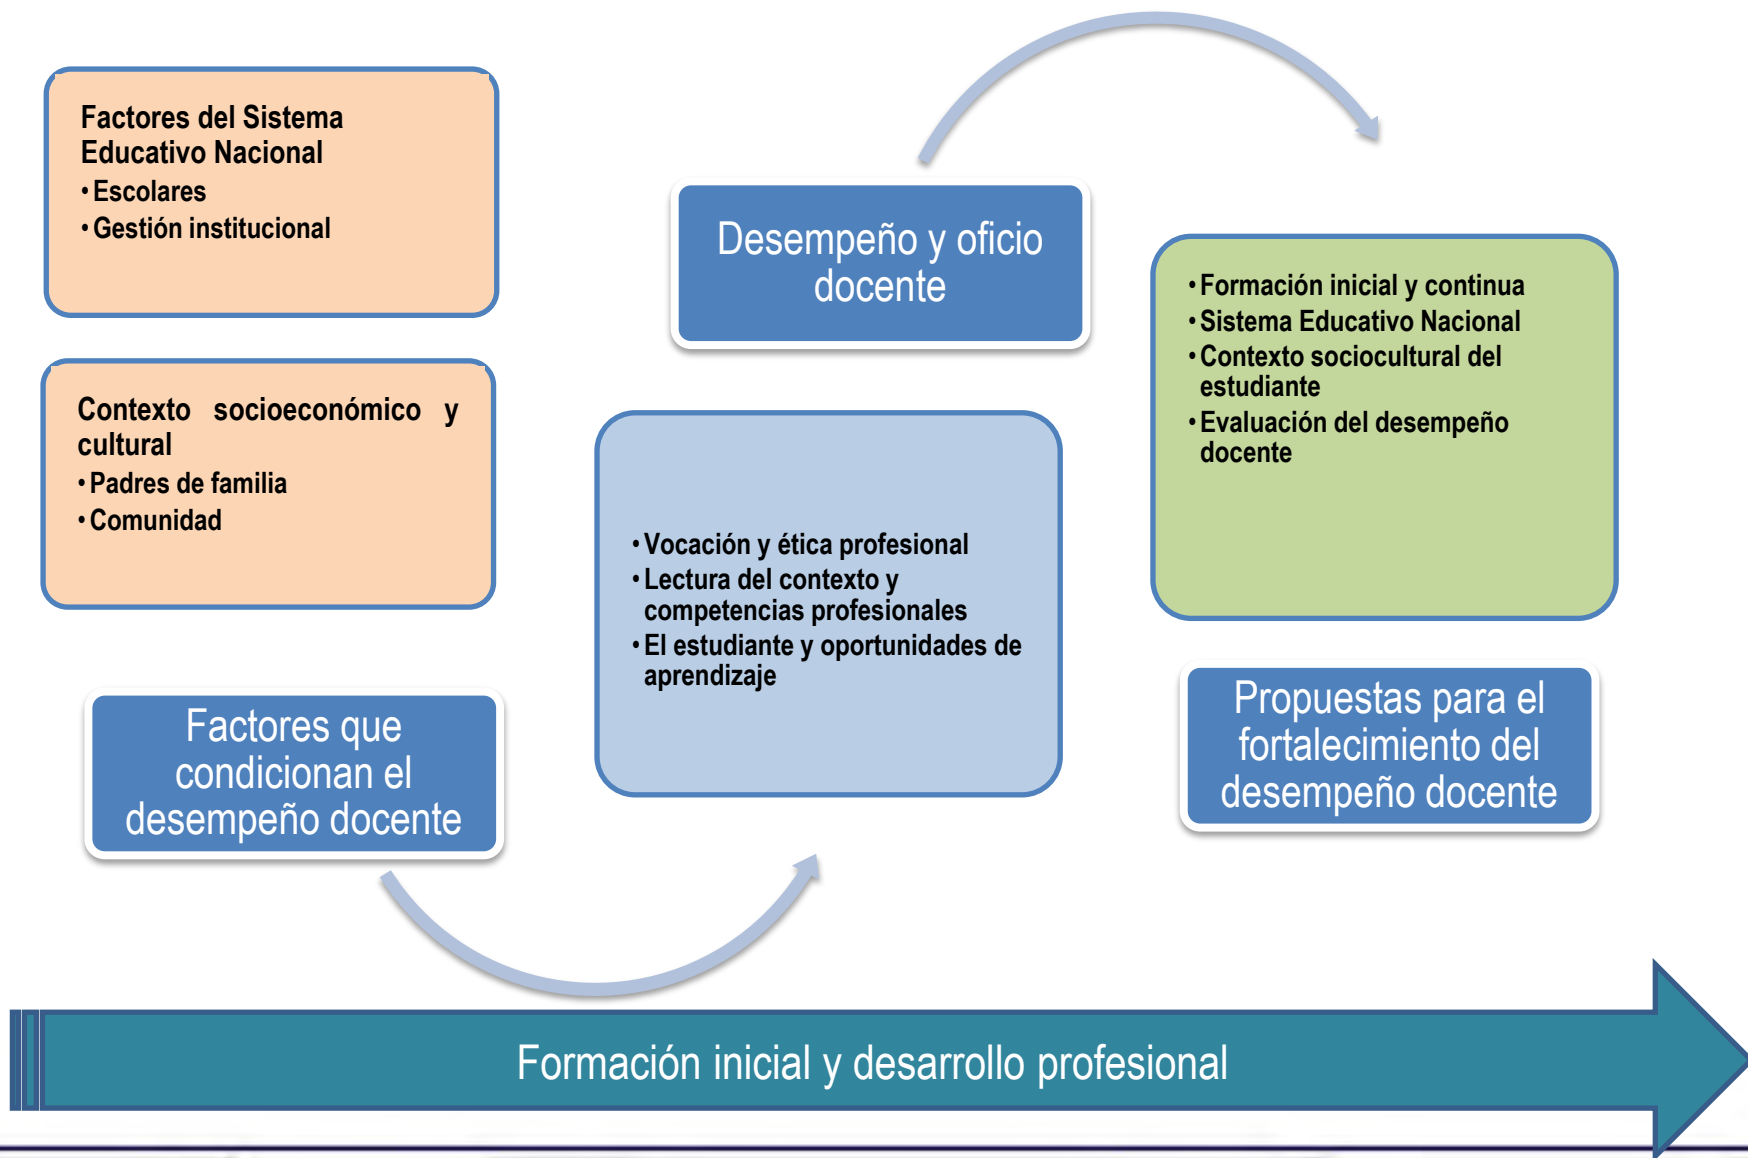 Factores del Sistema
Educativo Nacional
• Escolares
• Gestión institucional
Contexto socioeconómico y
cultural
• Padres de familia
• Comunidad
Factores que
condicionan el
desempeño docente
Desempeño y oficio
docente
• Vocación y ética profesional
• Lectura del contexto y
competencias profesionales
• El estudiante y oportunidades de
aprendizaje
• Formación inicial y continua
• Sistema Educativo Nacional
• Contexto sociocultural del
estudiante
• Evaluación del desempeño
docente
Propuestas para el
fortalecimiento del
desempeño docente
Formación inicial y desarrollo profesional